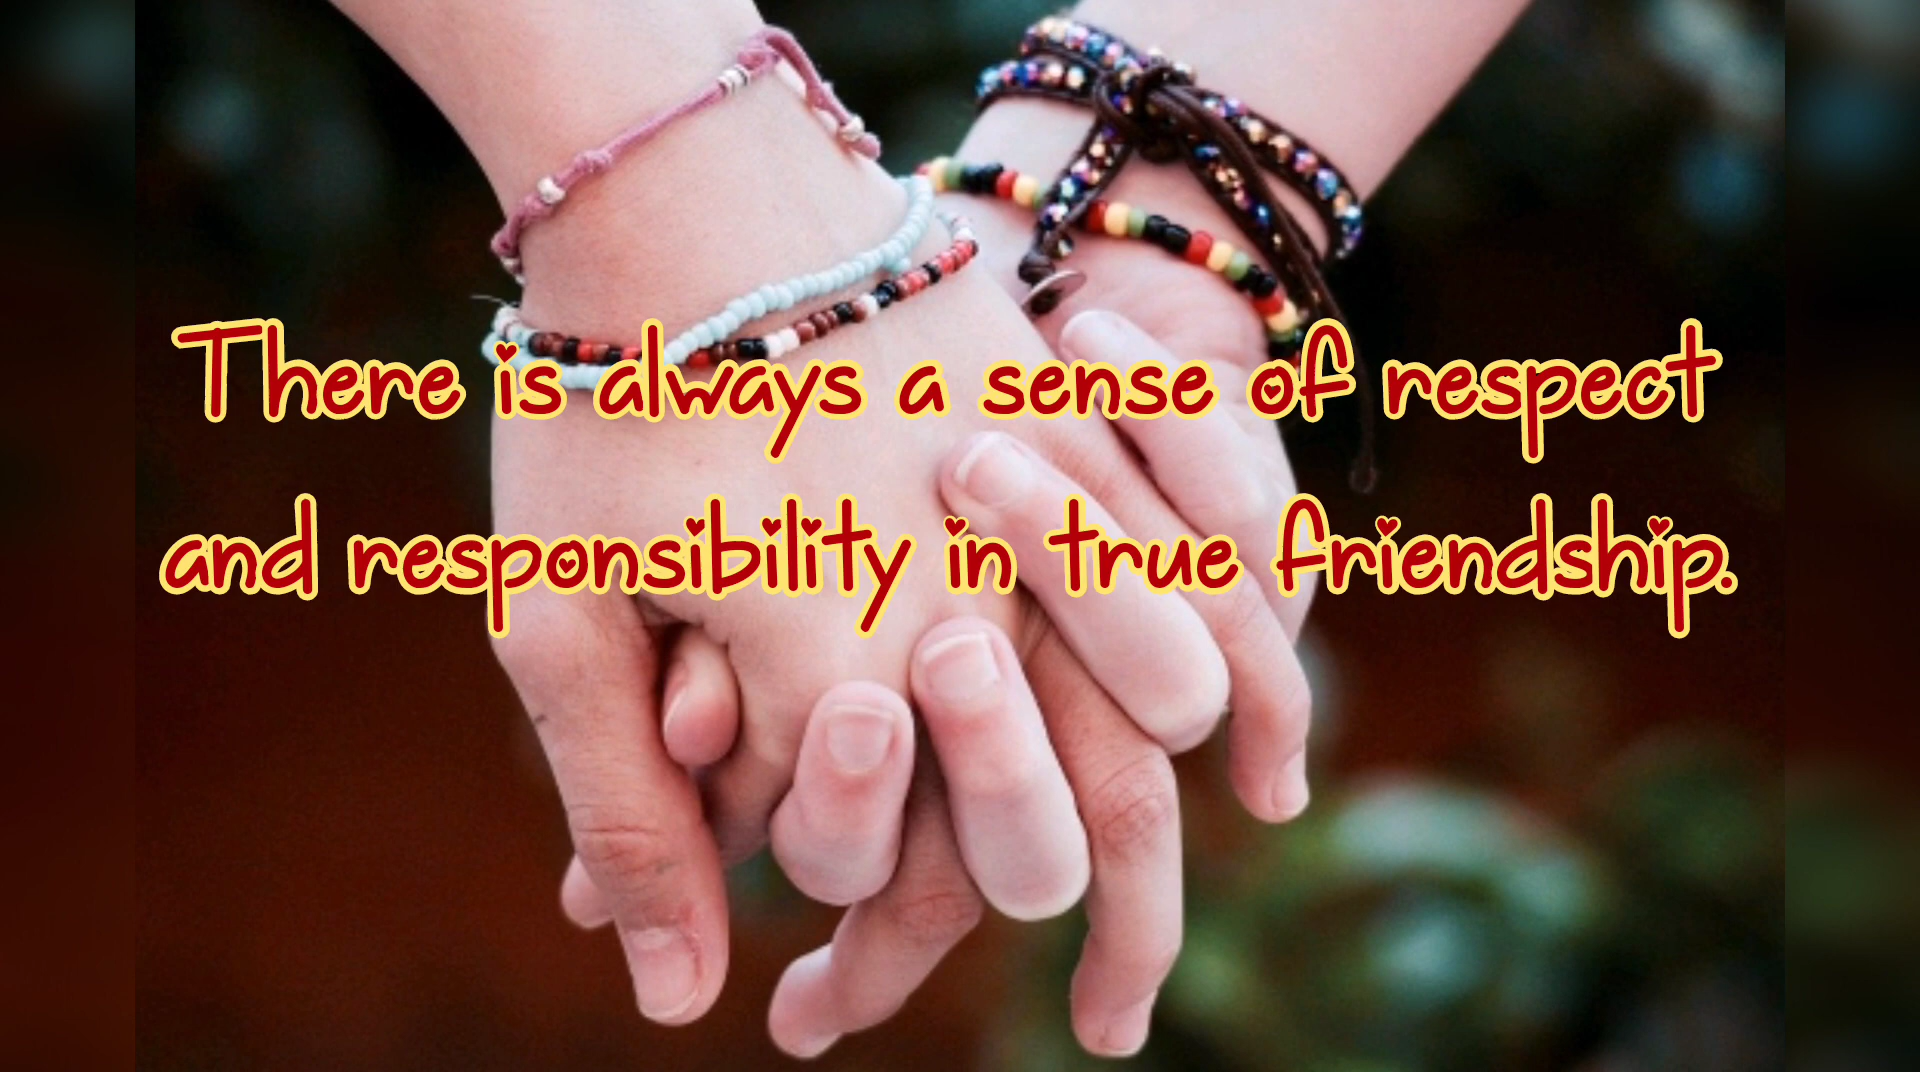 There is always a sense of respect
and responsibility in true friendship.